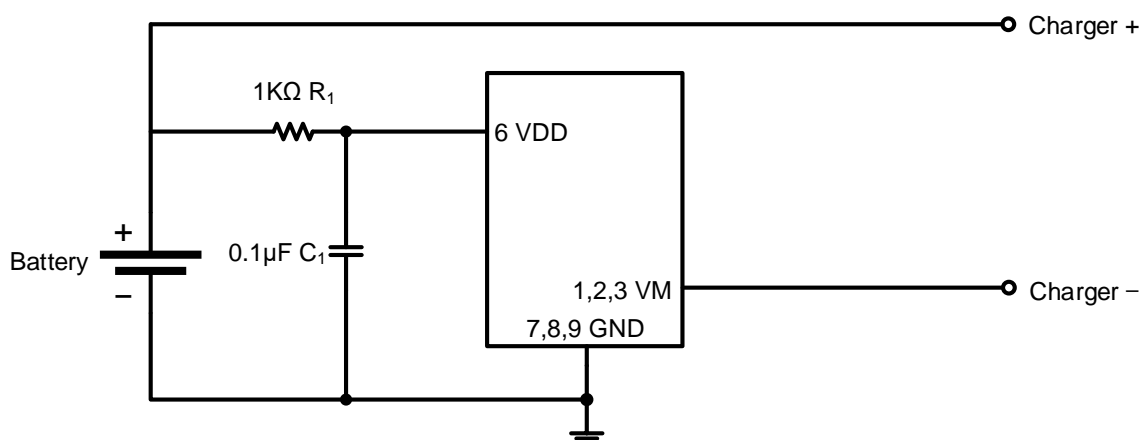 Charger +
1KΩ R₁
6 VDD
+
Battery
−
0.1µF C₁
1,2,3 VM
Charger −
7,8,9 GND